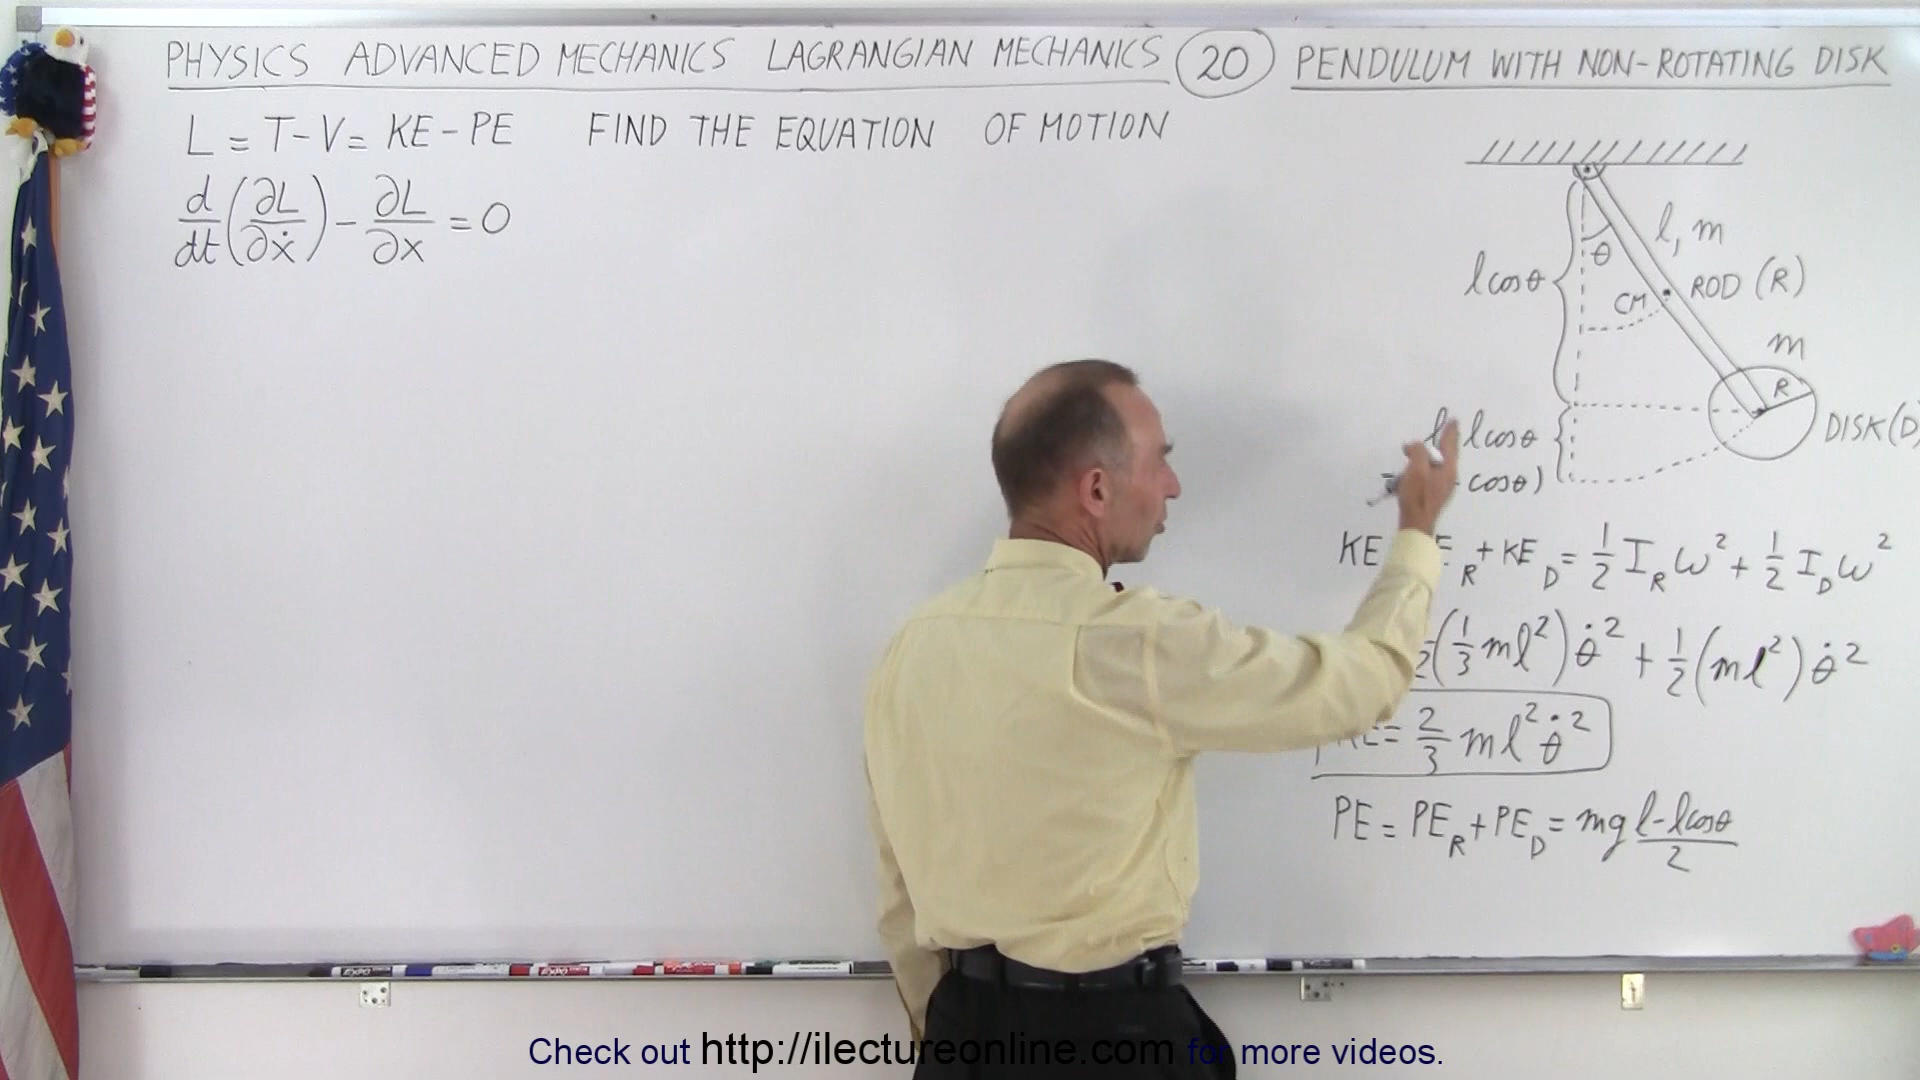 PHYSICS ADVANCED MECHANICS LAGRANGIAN MECHANICS 20 PENDULUM WITH NON-ROTATING DISK
L = T-V = KE-PE FIND THE EQUATION OF MOTION
d/dt (∂L/∂ẋ) - ∂L/∂x = 0
l, m
θ
l cosθ
CM ROD (R)
m
R
DISK (D
l lcosθ
cosθ)
KE R + KE D = 1/2 I R ω² + 1/2 I D ω²
(1/3 ml²) θ̇² + 1/2 (ml²) θ̇²
= 2/3 ml² θ̇²
PE = PE R + PE D = mg l-lcosθ/2
EXPO
EXPO
Check out http://ilectureonline.com for more videos.